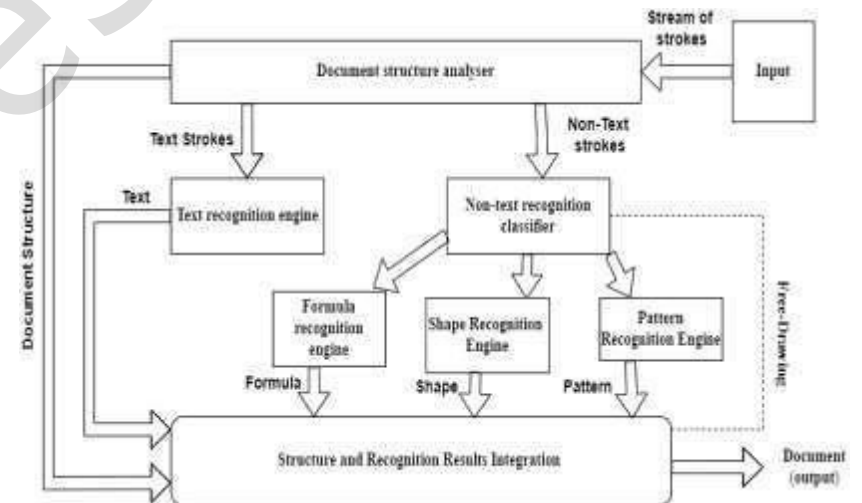 Stream of
strokes
Document structure analyser
Input
Text Strokes
Non-Text
strokes
Document Structure
Text
Text recognition engine
Non-text recognition
classifier
Free-Drawing
Formula
recognition
engine
Shape Recognition
Engine
Pattern
Recognition Engine
Formula
Shape
Pattern
Structure and Recognition Results Integration
Document
(output)